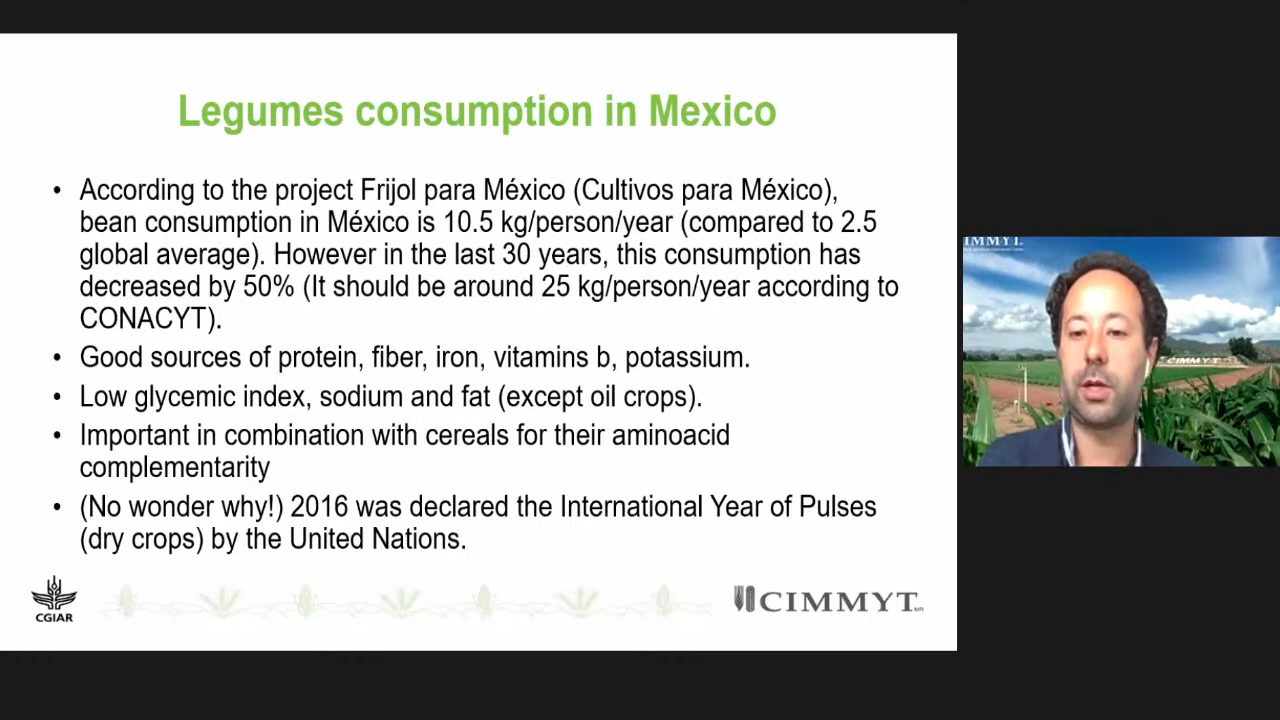 Legumes consumption in Mexico
• According to the project Frijol para México (Cultivos para México),
bean consumption in México is 10.5 kg/person/year (compared to 2.5
global average). However in the last 30 years, this consumption has
decreased by 50% (It should be around 25 kg/person/year according to
CONACYT).
• Good sources of protein, fiber, iron, vitamins b, potassium.
• Low glycemic index, sodium and fat (except oil crops).
• Important in combination with cereals for their aminoacid
complementarity
• (No wonder why!) 2016 was declared the International Year of Pulses
(dry crops) by the United Nations.
CGIAR
CIMMYT MR
IMMYT
CIMMYT